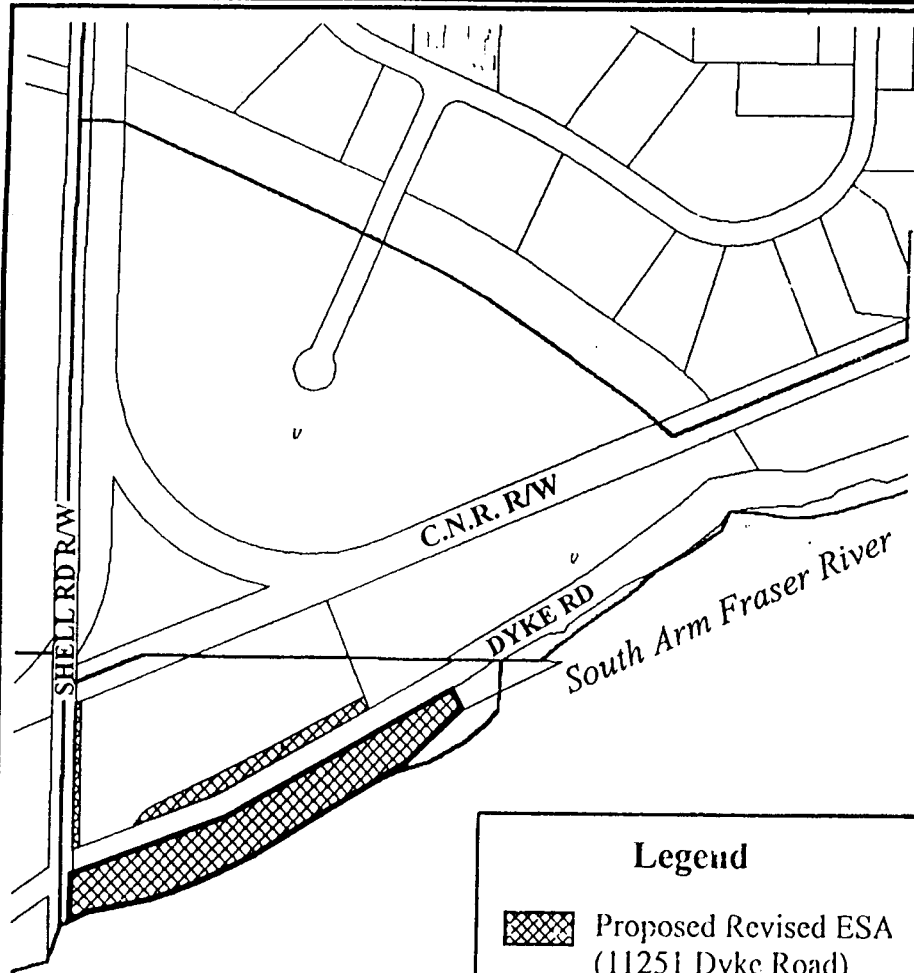 SHELL RD R/W
C.N.R. R/W
DYKE RD
South Arm Fraser River
Legend
Proposed Revised ESA
(11251 Dyke Road)